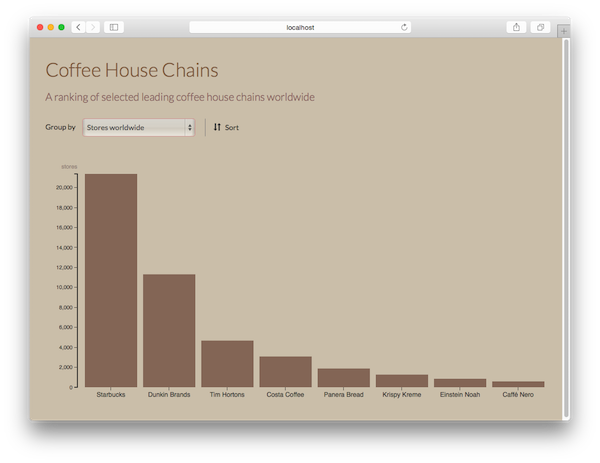 localhost
Coffee House Chains
A ranking of selected leading coffee house chains worldwide
Group by Stores worldwide Sort
stores
20,000
18,000
16,000
14,000
12,000
10,000
8,000
6,000
4,000
2,000
0
Starbucks Dunkin Brands Tim Hortons Costa Coffee Panera Bread Krispy Kreme Einstein Noah Caffè Nero